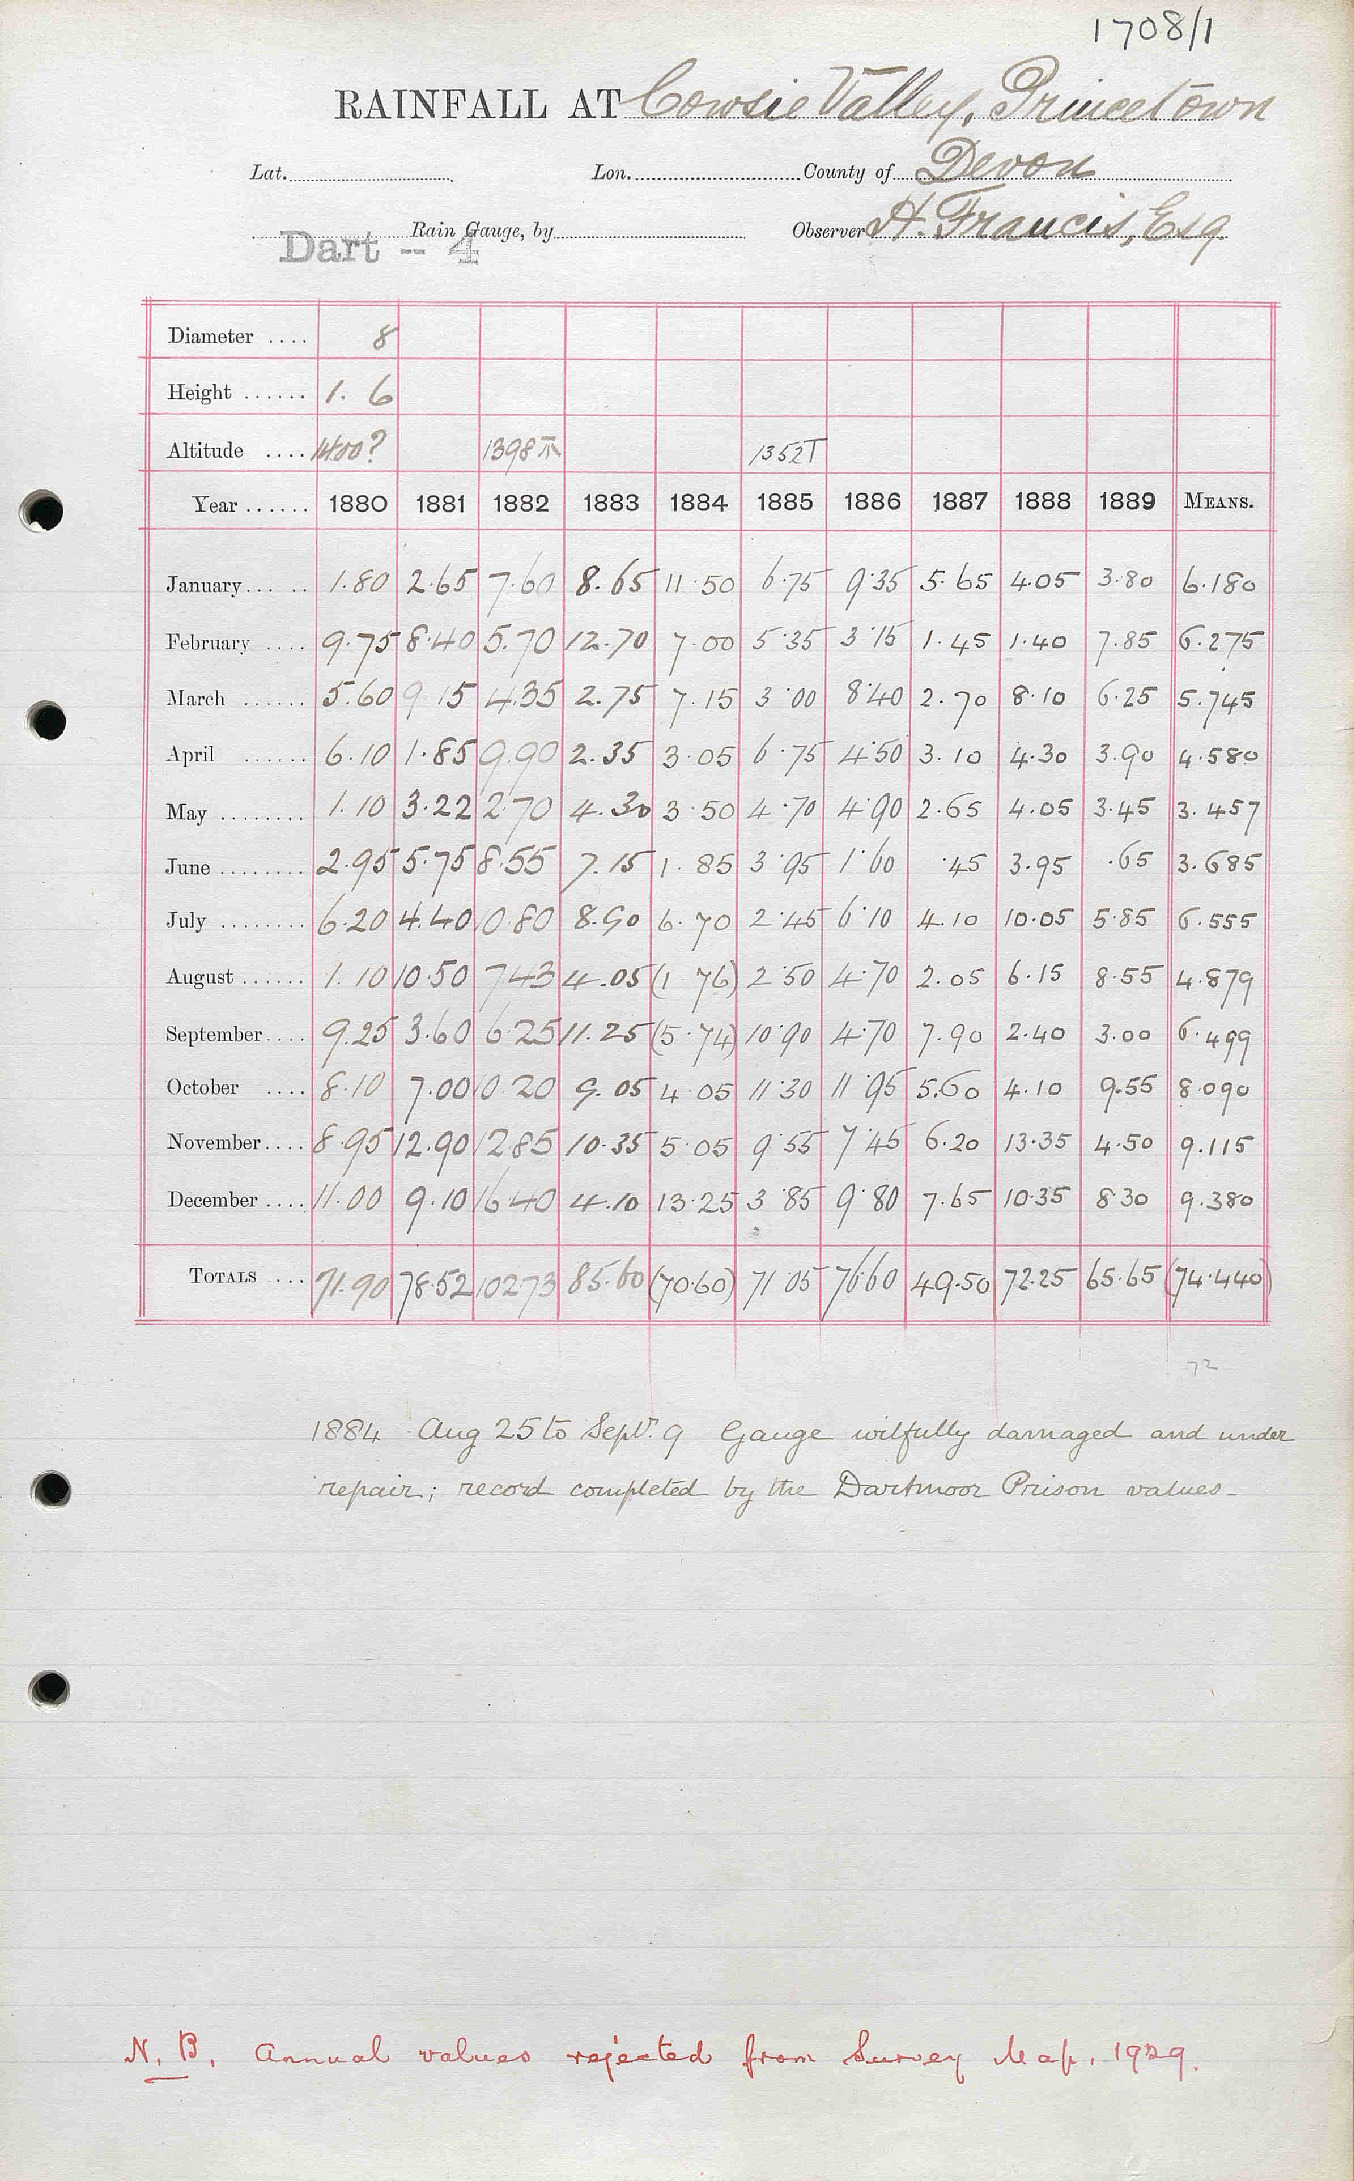 1708/1
RAINFALL AT Cowsie Valley, Princetown
Lat. Lon. County of Devon
Rain Gauge, by Observer H. Francis, Esq
Dart -- 4
Diameter .... 8
Height ...... 1. 6
Altitude .... 1400? 1398 1352T
Year ...... 1880 1881 1882 1883 1884 1885 1886 1887 1888 1889 MEANS.
January.... 1.80 2.65 7.60 8.65 11.50 6.75 9.35 5.65 4.05 3.80 6.180
February .... 9.75 8.40 5.70 12.70 7.00 5.35 3.15 1.45 1.40 7.85 6.275
March ...... 5.60 9.15 4.35 2.75 7.15 3.00 8.40 2.70 8.10 6.25 5.745
April ...... 6.10 1.85 9.90 2.35 3.05 6.75 4.50 3.10 4.30 3.90 4.580
May ........ 1.10 3.22 2.70 4.30 3.50 4.70 4.90 2.65 4.05 3.45 3.457
June ........ 2.95 5.75 8.55 7.15 1.85 3.95 1.60 .45 3.95 .65 3.685
July ........ 6.20 4.40 10.80 8.90 6.70 2.45 6.10 4.10 10.05 5.85 6.555
August ...... 1.10 10.50 7.43 4.05 (1.76) 2.50 4.70 2.05 6.15 8.55 4.879
September.... 9.25 3.60 6.25 11.25 (5.74) 10.90 4.70 7.90 2.40 3.00 6.499
October .... 8.10 7.00 10.20 9.05 4.05 11.30 11.95 5.60 4.10 9.55 8.090
November.... 8.95 12.90 12.85 10.35 5.05 9.55 7.45 6.20 13.35 4.50 9.115
December .... 11.00 9.10 16.40 4.10 13.25 3.85 9.80 7.65 10.35 8.30 9.380
TOTALS ... 71.90 78.52 102.73 85.60 (70.60) 71.05 76.60 49.50 72.25 65.65 (74.440)
72
1884 Aug 25 to Sept. 9 Gauge wilfully damaged and under
repair; record completed by the Dartmoor Prison values.
N. B. Annual values rejected from Survey Map, 1929.